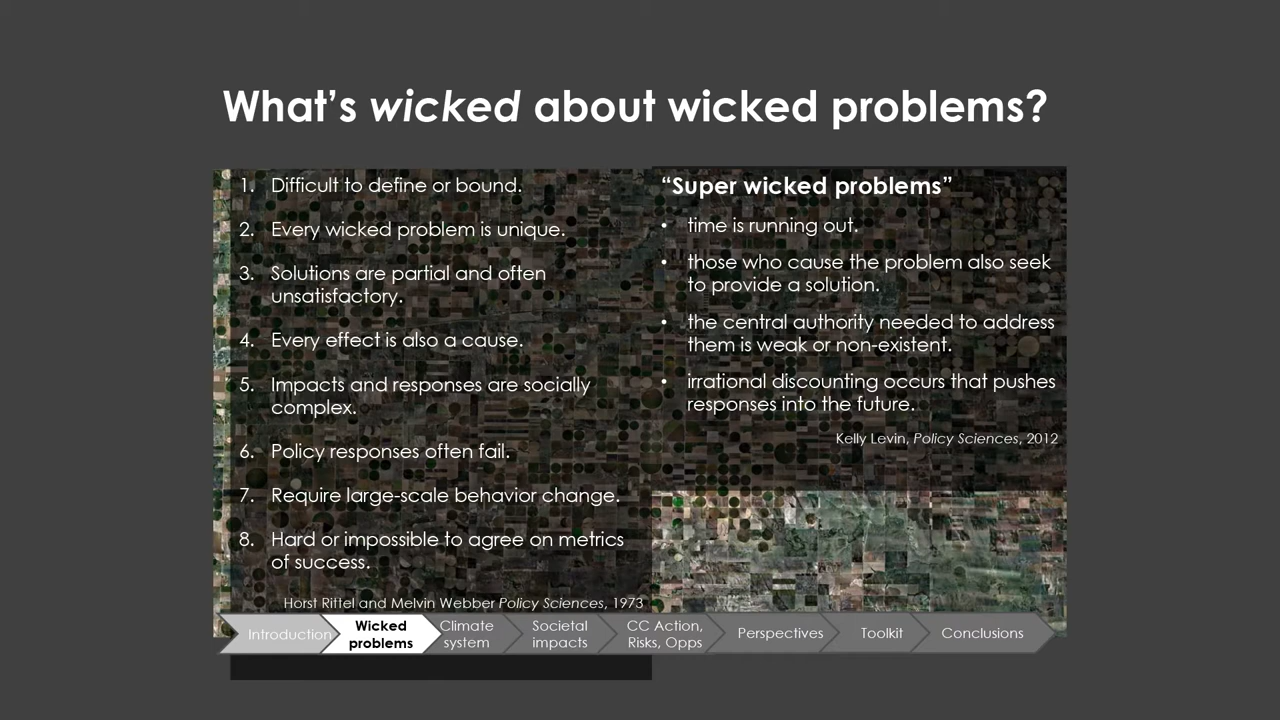 What's wicked about wicked problems?
1. Difficult to define or bound.
2. Every wicked problem is unique.
3. Solutions are partial and often
unsatisfactory.
4. Every effect is also a cause.
5. Impacts and responses are socially
complex.
6. Policy responses often fail.
7. Require large-scale behavior change.
8. Hard or impossible to agree on metrics
of success.
Horst Rittel and Melvin Webber Policy Sciences, 1973
“Super wicked problems”
• time is running out.
• those who cause the problem also seek
to provide a solution.
• the central authority needed to address
them is weak or non-existent.
• irrational discounting occurs that pushes
responses into the future.
Kelly Levin, Policy Sciences, 2012
Introduction
Wicked
problems
Climate
system
Societal
impacts
CC Action,
Risks, Opps
Perspectives
Toolkit
Conclusions